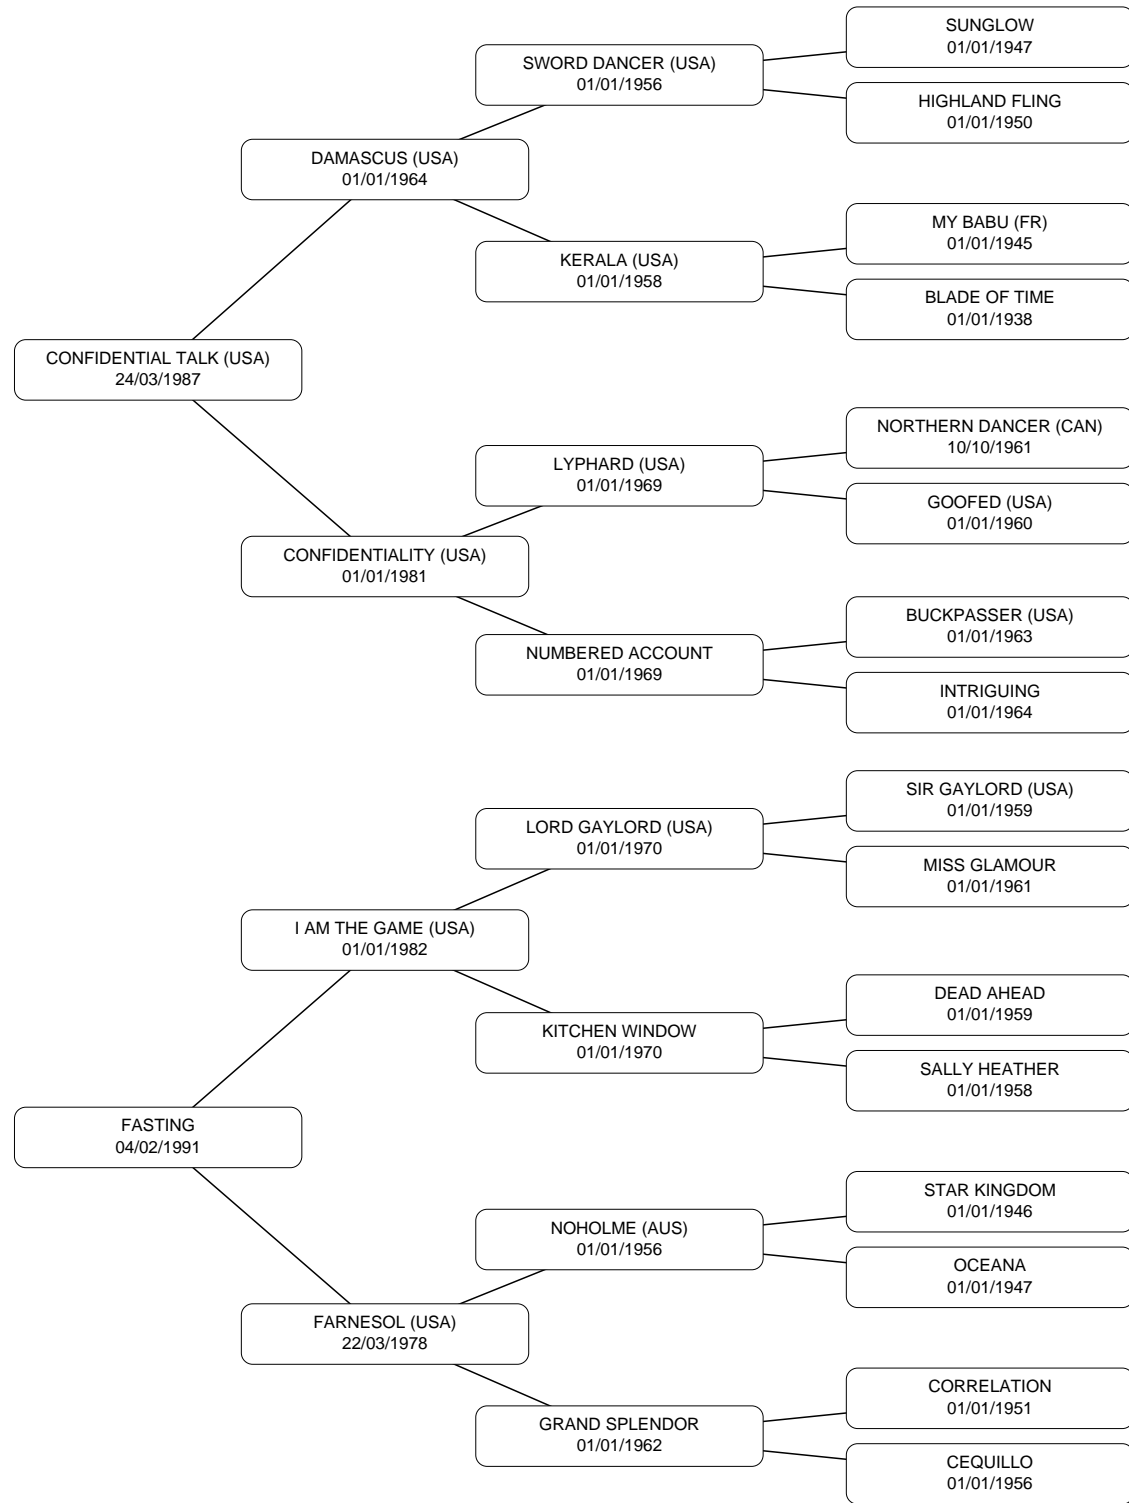 SUNGLOW
01/01/1947
SWORD DANCER (USA)
01/01/1956
HIGHLAND FLING
01/01/1950
DAMASCUS (USA)
01/01/1964
MY BABU (FR)
01/01/1945
KERALA (USA)
01/01/1958
BLADE OF TIME
01/01/1938
CONFIDENTIAL TALK (USA)
24/03/1987
NORTHERN DANCER (CAN)
10/10/1961
LYPHARD (USA)
01/01/1969
GOOFED (USA)
01/01/1960
CONFIDENTIALITY (USA)
01/01/1981
BUCKPASSER (USA)
01/01/1963
NUMBERED ACCOUNT
01/01/1969
INTRIGUING
01/01/1964
SIR GAYLORD (USA)
01/01/1959
LORD GAYLORD (USA)
01/01/1970
MISS GLAMOUR
01/01/1961
I AM THE GAME (USA)
01/01/1982
DEAD AHEAD
01/01/1959
KITCHEN WINDOW
01/01/1970
SALLY HEATHER
01/01/1958
FASTING
04/02/1991
STAR KINGDOM
01/01/1946
NOHOLME (AUS)
01/01/1956
OCEANA
01/01/1947
FARNESOL (USA)
22/03/1978
CORRELATION
01/01/1951
GRAND SPLENDOR
01/01/1962
CEQUILLO
01/01/1956